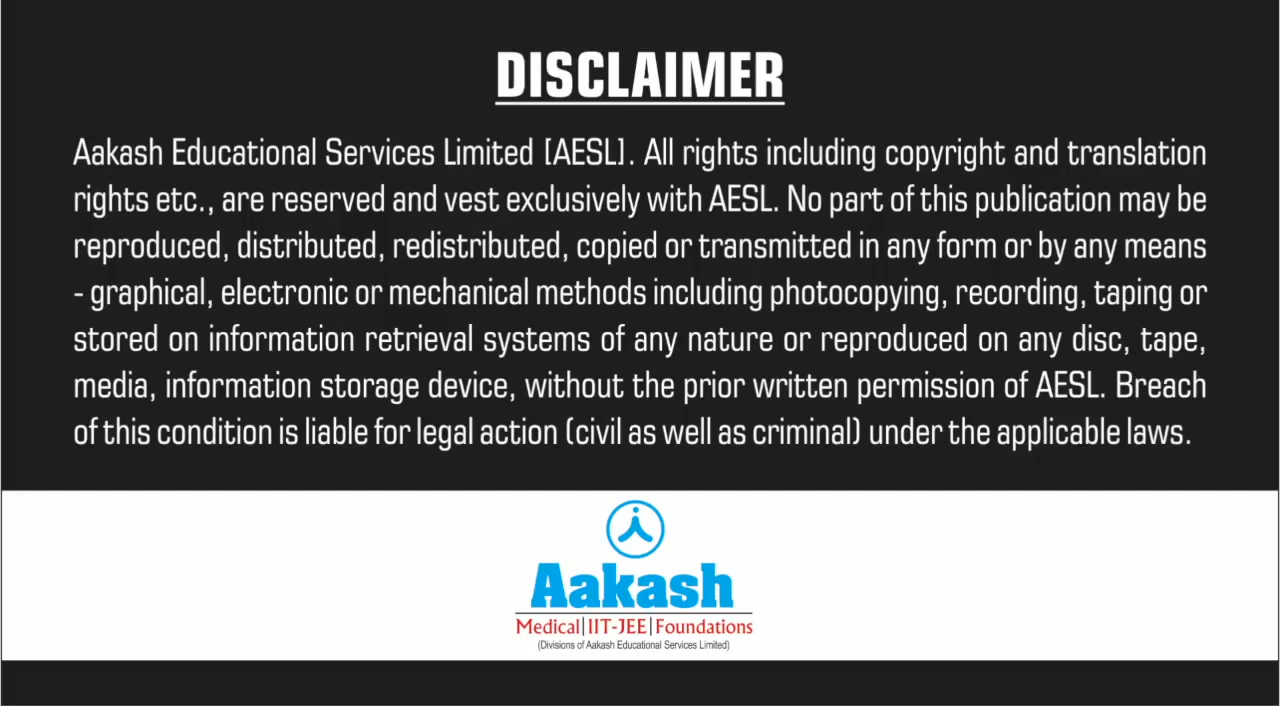 DISCLAIMER
Aakash Educational Services Limited [AESL]. All rights including copyright and translation
rights etc., are reserved and vest exclusively with AESL. No part of this publication may be
reproduced, distributed, redistributed, copied or transmitted in any form or by any means
- graphical, electronic or mechanical methods including photocopying, recording, taping or
stored on information retrieval systems of any nature or reproduced on any disc, tape,
media, information storage device, without the prior written permission of AESL. Breach
of this condition is liable for legal action (civil as well as criminal) under the applicable laws.
Aakash
Medical|IIT-JEE|Foundations
(Divisions of Aakash Educational Services Limited)